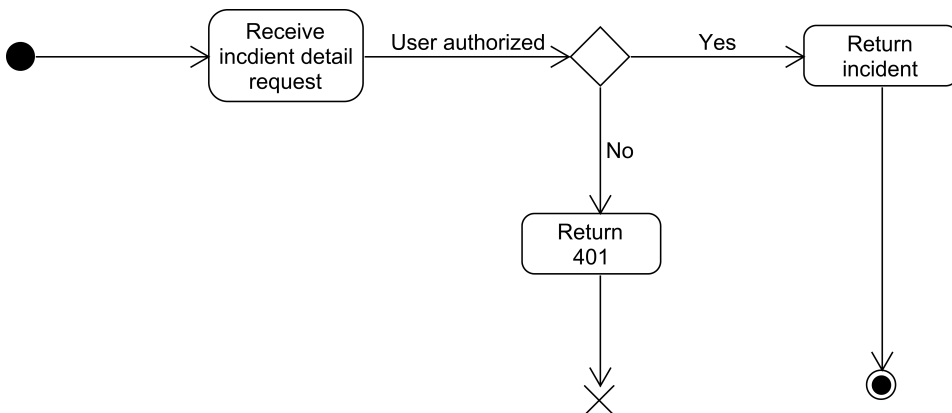 Receive
incdient detail
request
User authorized
Yes
Return
incident
No
Return
401